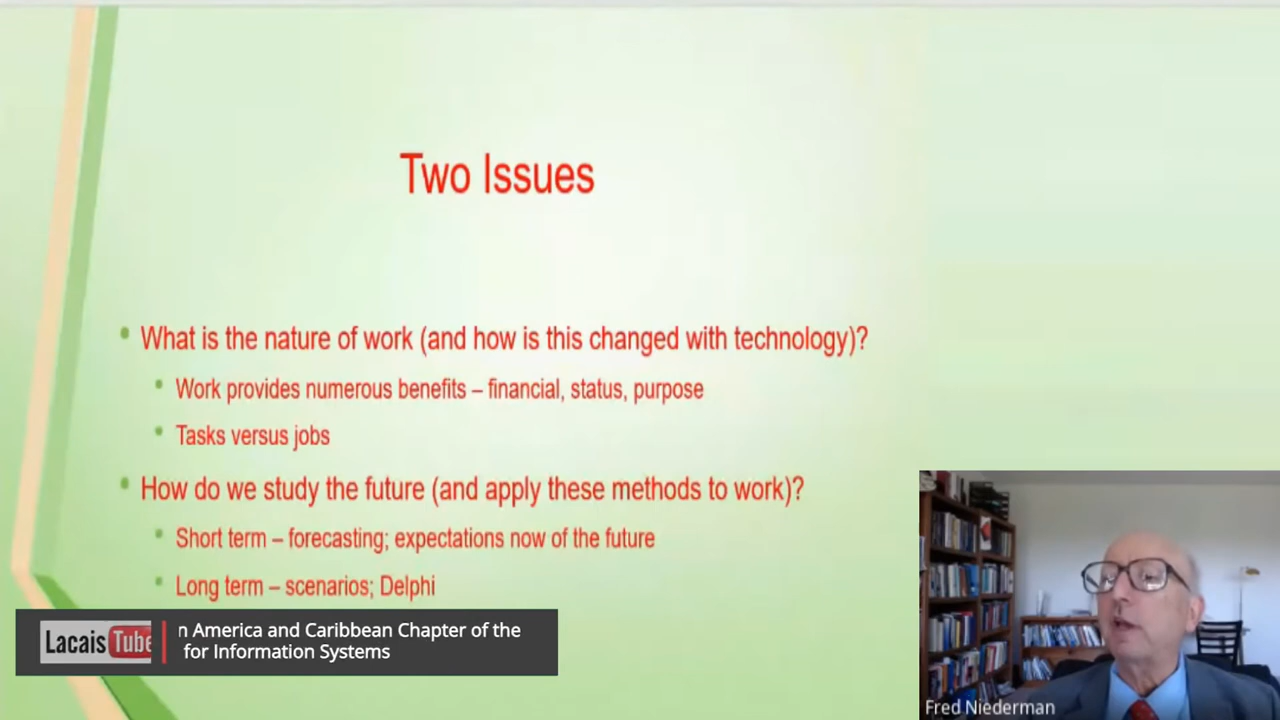 Two Issues
What is the nature of work (and how is this changed with technology)?
Work provides numerous benefits – financial, status, purpose
Tasks versus jobs
How do we study the future (and apply these methods to work)?
Short term – forecasting; expectations now of the future
Long term – scenarios; Delphi
Lacais Tube
n America and Caribbean Chapter of the
for Information Systems
Fred Niederman